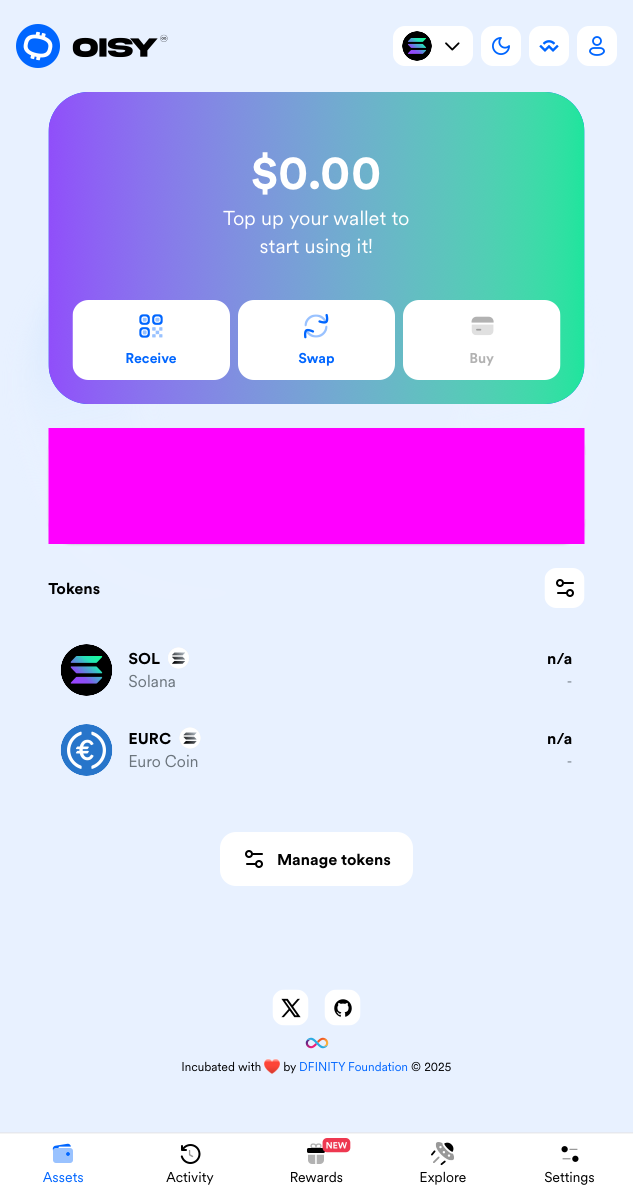 OISY
$0.00
Top up your wallet to
start using it!
Receive
Swap
Buy
Tokens
SOL
n/a
Solana
-
EURC
n/a
Euro Coin
-
Manage tokens
Incubated with ❤️ by DFINITY Foundation © 2025
NEW
Assets
Activity
Rewards
Explore
Settings